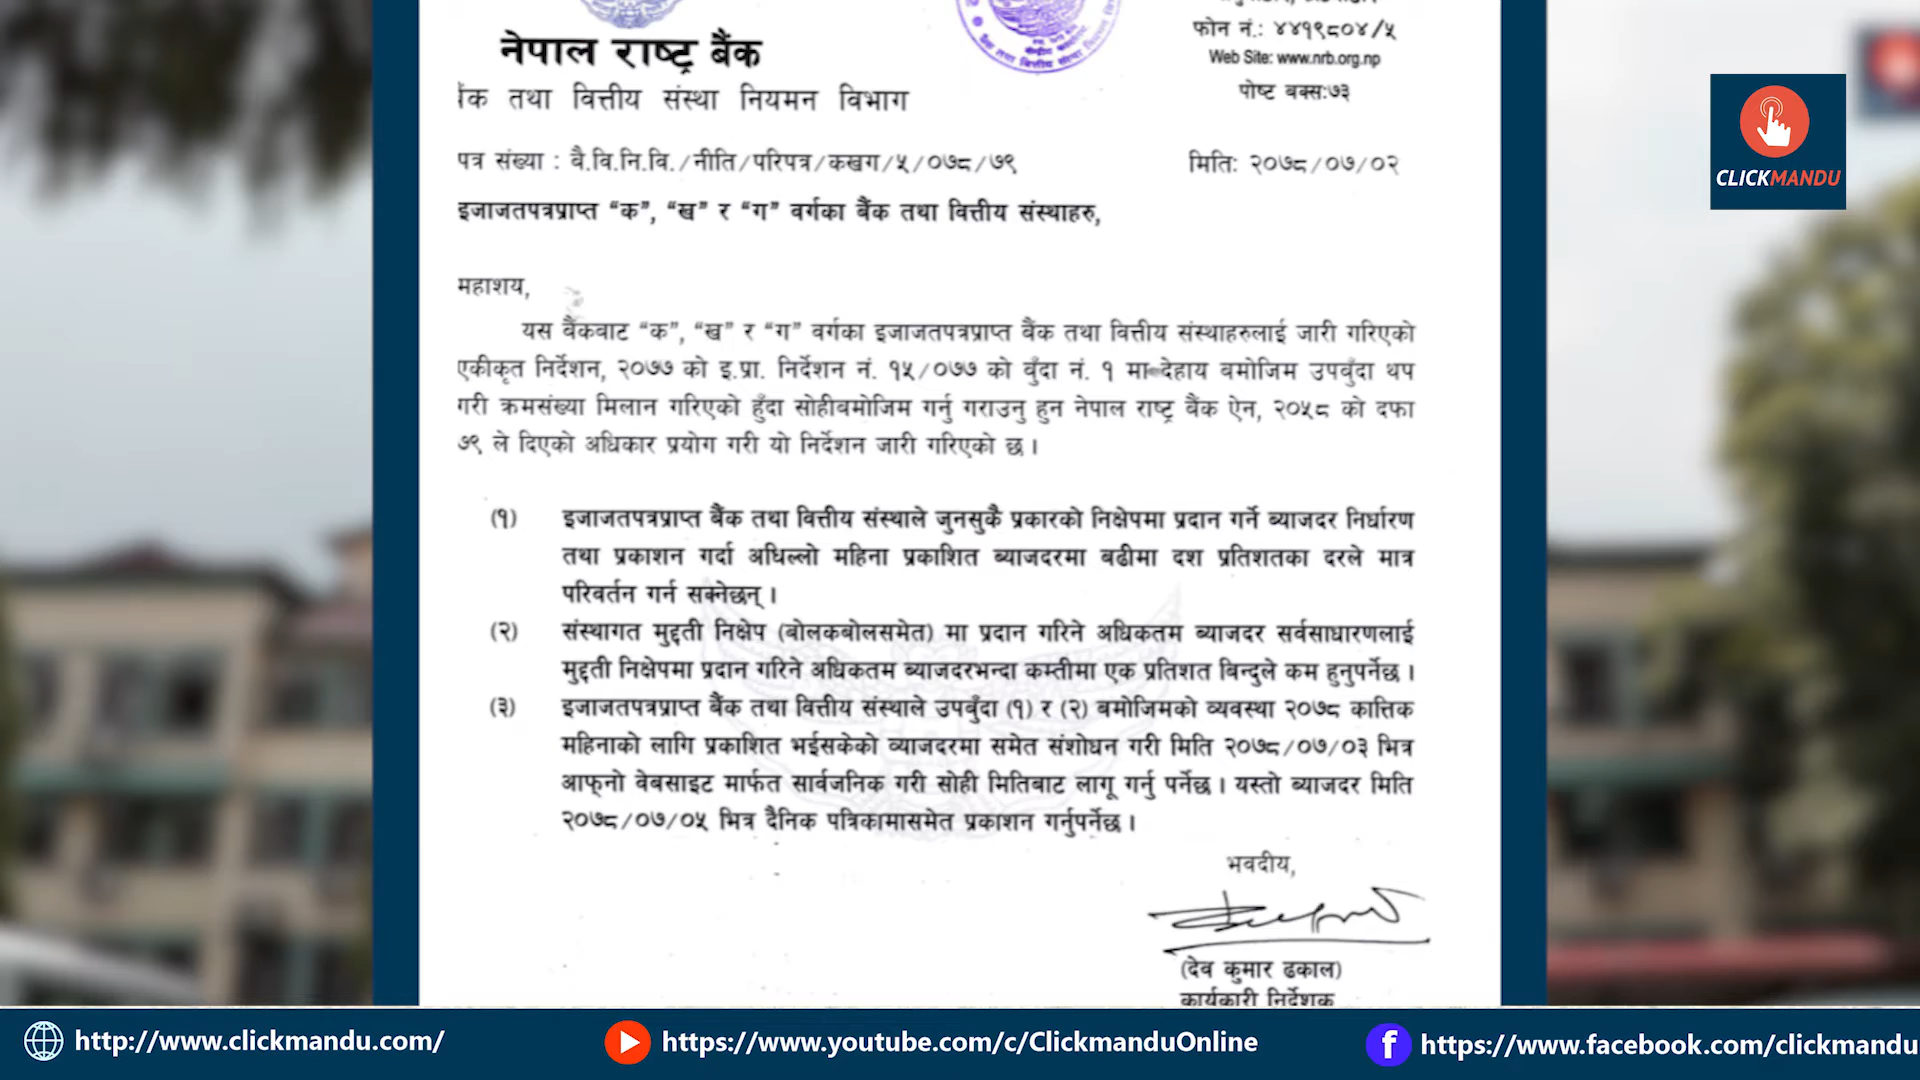 नेपाल राष्ट्र बैंक
बैंक तथा वित्तीय संस्था नियमन विभाग
फोन नं.: ४४१९८०४/५
Web Site: www.nrb.org.np
पोष्ट बक्स:७३
पत्र संख्या : बै.वि.नि.वि./नीति/परिपत्र/कखग/५/०७८/७९
मिति: २०७८/०७/०२
इजाजतपत्रप्राप्त “क”, “ख” र “ग” वर्गका बैंक तथा वित्तीय संस्थाहरु,
महाशय,
यस बैंकबाट “क”, “ख” र “ग” वर्गका इजाजतपत्रप्राप्त बैंक तथा वित्तीय संस्थाहरुलाई जारी गरिएको
एकीकृत निर्देशन, २०७७ को इ.प्रा. निर्देशन नं. १५/०७७ को बुँदा नं. १ मा देहाय बमोजिम उपबुँदा थप
गरी क्रमसंख्या मिलान गरिएको हुँदा सोहीबमोजिम गर्नु गराउनु हुन नेपाल राष्ट्र बैंक ऐन, २०५८ को दफा
७९ ले दिएको अधिकार प्रयोग गरी यो निर्देशन जारी गरिएको छ ।
(१) इजाजतपत्रप्राप्त बैंक तथा वित्तीय संस्थाले जुनसुकै प्रकारको निक्षेपमा प्रदान गर्ने ब्याजदर निर्धारण
तथा प्रकाशन गर्दा अघिल्लो महिना प्रकाशित ब्याजदरमा बढीमा दश प्रतिशतका दरले मात्र
परिवर्तन गर्न सक्नेछन् ।
(२) संस्थागत मुद्दती निक्षेप (बोलकबोलसमेत) मा प्रदान गरिने अधिकतम ब्याजदर सर्वसाधारणलाई
मुद्दती निक्षेपमा प्रदान गरिने अधिकतम ब्याजदरभन्दा कम्तीमा एक प्रतिशत बिन्दुले कम हुनुपर्नेछ ।
(३) इजाजतपत्रप्राप्त बैंक तथा वित्तीय संस्थाले उपबुँदा (१) र (२) बमोजिमको व्यवस्था २०७८ कात्तिक
महिनाको लागि प्रकाशित भईसकेको ब्याजदरमा समेत संशोधन गरी मिति २०७८/०७/०३ भित्र
आफ्‌नो वेबसाइट मार्फत सार्वजनिक गरी सोही मितिबाट लागू गर्नु पर्नेछ । यस्तो ब्याजदर मिति
२०७८/०७/०५ भित्र दैनिक पत्रिकामासमेत प्रकाशन गर्नुपर्नेछ ।
भवदीय,
(देव कुमार ढकाल)
कार्यकारी निर्देशक
CLICKMANDU
http://www.clickmandu.com/
https://www.youtube.com/c/ClickmanduOnline
https://www.facebook.com/clickmandu